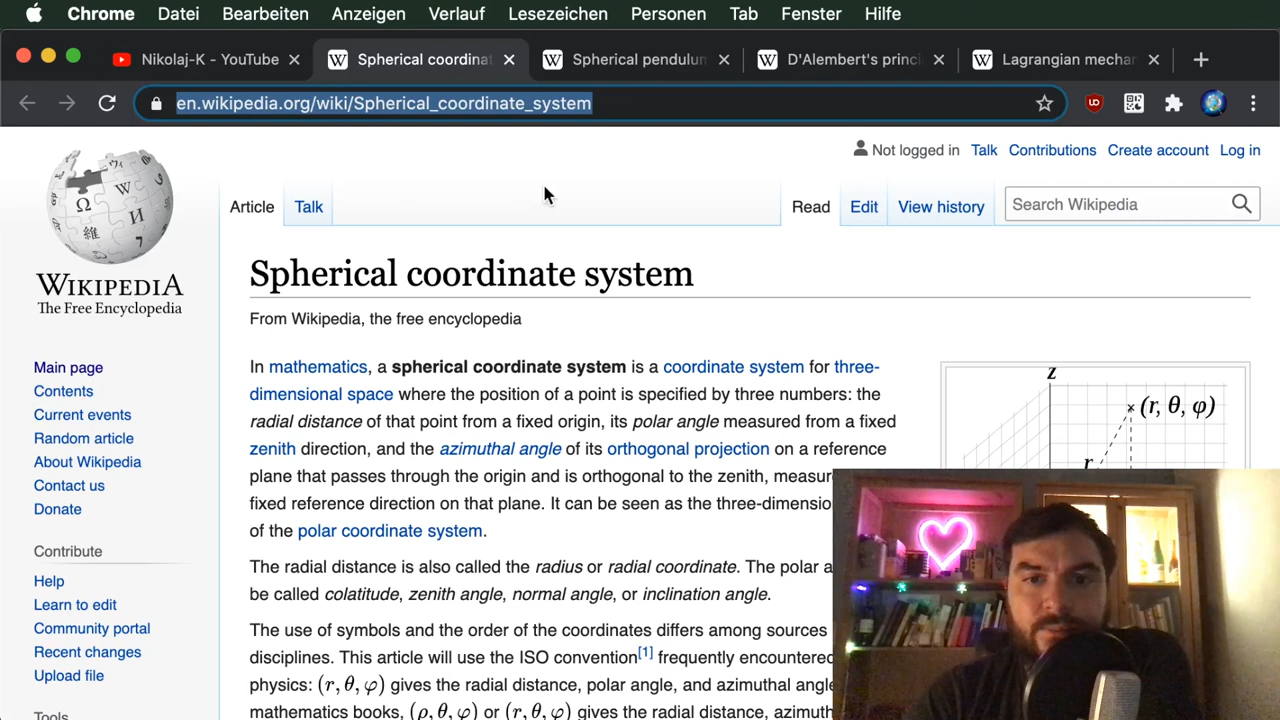 Chrome Datei Bearbeiten Anzeigen Verlauf Lesezeichen Personen Tab Fenster Hilfe
Nikolaj-K - YouTube Spherical coordinat Spherical pendulum D'Alembert's princi Lagrangian mechan
en.wikipedia.org/wiki/Spherical_coordinate_system
Not logged in Talk Contributions Create account Log in
Article Talk Read Edit View history Search Wikipedia
WIKIPEDIA
The Free Encyclopedia
Spherical coordinate system
From Wikipedia, the free encyclopedia
In mathematics, a spherical coordinate system is a coordinate system for three-
dimensional space where the position of a point is specified by three numbers: the
radial distance of that point from a fixed origin, its polar angle measured from a fixed
zenith direction, and the azimuthal angle of its orthogonal projection on a reference
plane that passes through the origin and is orthogonal to the zenith, measure
fixed reference direction on that plane. It can be seen as the three-dimensio
of the polar coordinate system.
The radial distance is also called the radius or radial coordinate. The polar a
be called colatitude, zenith angle, normal angle, or inclination angle.
The use of symbols and the order of the coordinates differs among sources
disciplines. This article will use the ISO convention[1] frequently encountered
physics: (r, θ, φ) gives the radial distance, polar angle, and azimuthal angle
mathematics books, (ρ, θ, φ) or (r, θ, φ) gives the radial distance, azimuth
z
(r, θ, φ)
r
Main page
Contents
Current events
Random article
About Wikipedia
Contact us
Donate
Contribute
Help
Learn to edit
Community portal
Recent changes
Upload file
Tools